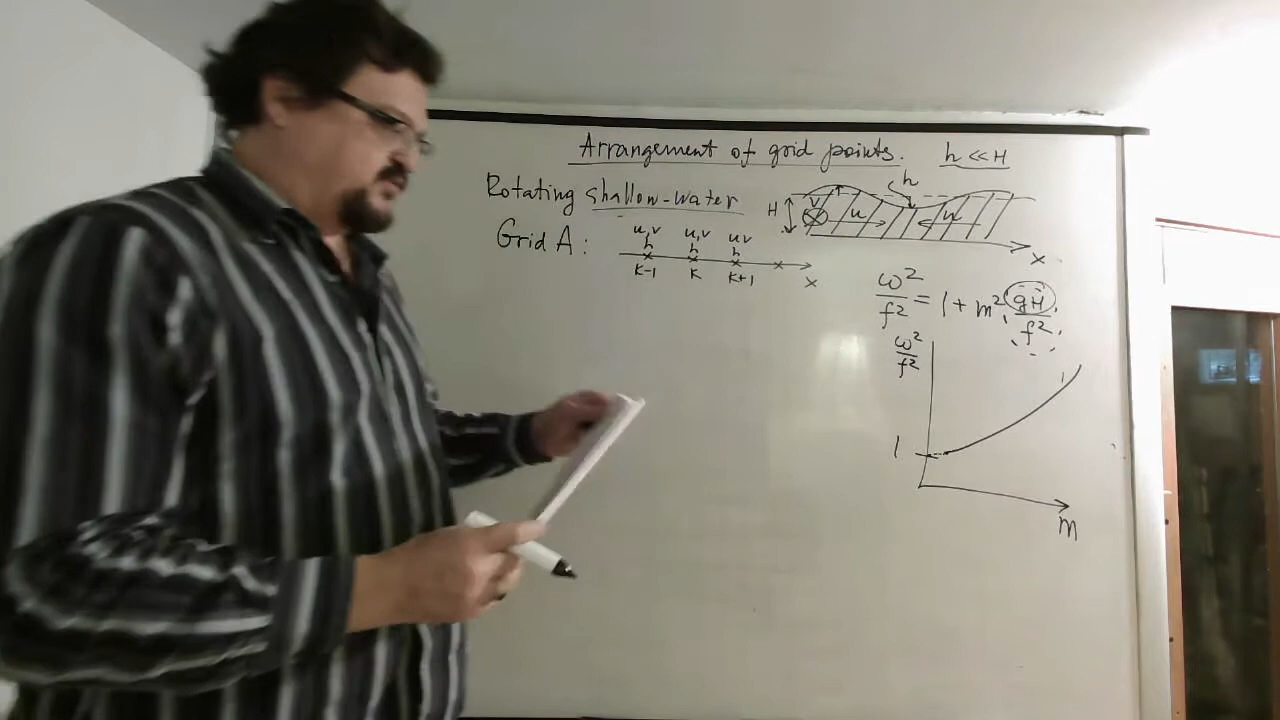 Arrangement of grid points. h << H
Rotating shallow-water
h
H
v
u
u
x
Grid A:
u,v u,v u v
h h h
k-1 k k+1
x
ω²/f² = 1 + m² gH/f²
ω²/f²
1
m